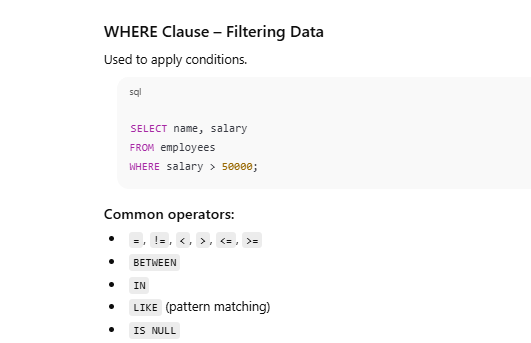 WHERE Clause – Filtering Data
Used to apply conditions.
sql
SELECT name, salary
FROM employees
WHERE salary > 50000;
Common operators:
• =, !=, <, >, <=, >=
• BETWEEN
• IN
• LIKE (pattern matching)
• IS NULL